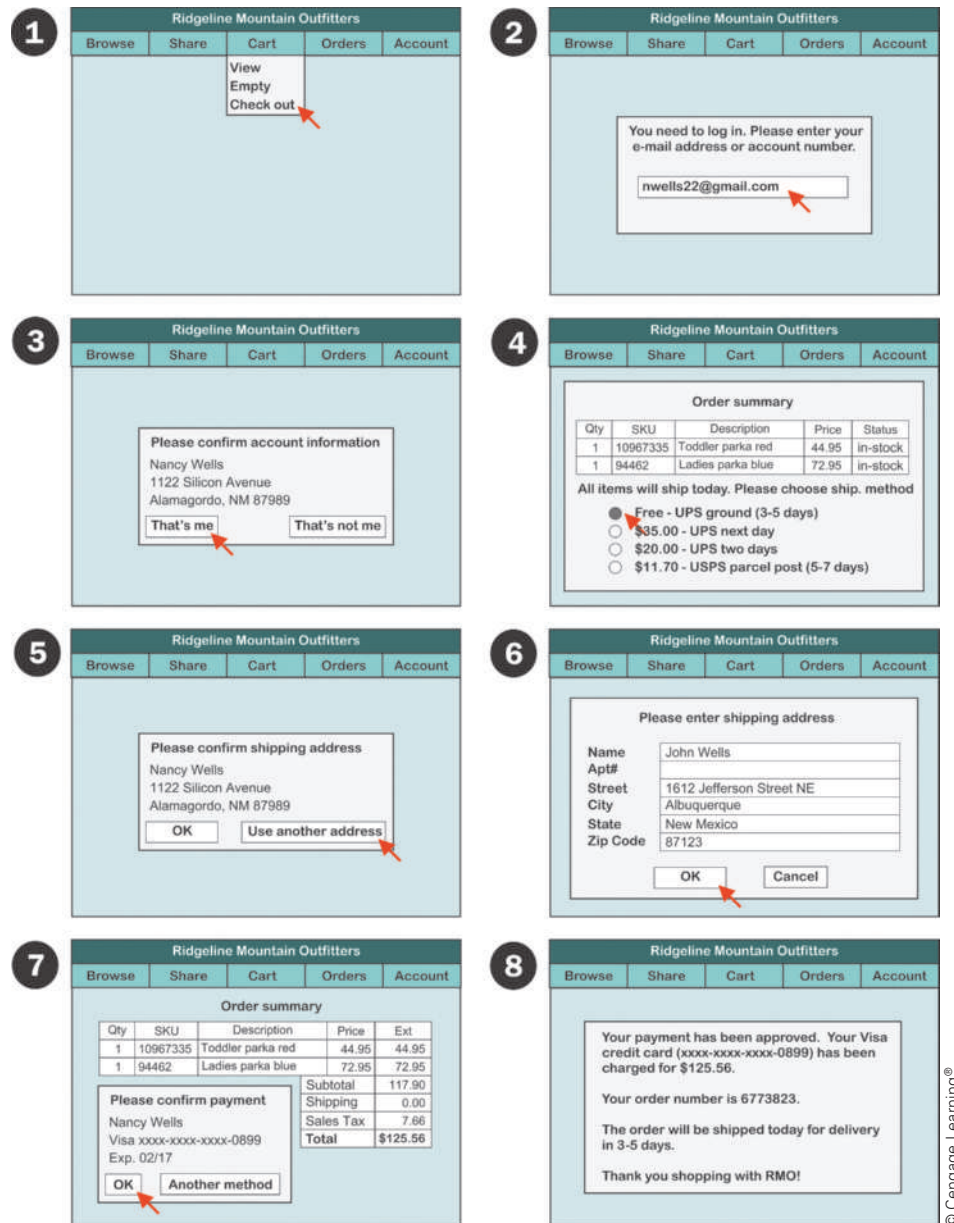 1
Ridgeline Mountain Outfitters
Browse Share Cart Orders Account
View
Empty
Check out
2
Ridgeline Mountain Outfitters
Browse Share Cart Orders Account
You need to log in. Please enter your
e-mail address or account number.
nwells22@gmail.com
3
Ridgeline Mountain Outfitters
Browse Share Cart Orders Account
Please confirm account information
Nancy Wells
1122 Silicon Avenue
Alamagordo, NM 87989
That's me That's not me
4
Ridgeline Mountain Outfitters
Browse Share Cart Orders Account
Order summary
Qty SKU Description Price Status
1 10967335 Toddler parka red 44.95 in-stock
1 94462 Ladies parka blue 72.95 in-stock
All items will ship today. Please choose ship. method
Free - UPS ground (3-5 days)
$35.00 - UPS next day
$20.00 - UPS two days
$11.70 - USPS parcel post (5-7 days)
5
Ridgeline Mountain Outfitters
Browse Share Cart Orders Account
Please confirm shipping address
Nancy Wells
1122 Silicon Avenue
Alamagordo, NM 87989
OK Use another address
6
Ridgeline Mountain Outfitters
Browse Share Cart Orders Account
Please enter shipping address
Name John Wells
Apt#
Street 1612 Jefferson Street NE
City Albuquerque
State New Mexico
Zip Code 87123
OK Cancel
7
Ridgeline Mountain Outfitters
Browse Share Cart Orders Account
Order summary
Qty SKU Description Price Ext
1 10967335 Toddler parka red 44.95 44.95
1 94462 Ladies parka blue 72.95 72.95
Subtotal 117.90
Shipping 0.00
Sales Tax 7.66
Total $125.56
Please confirm payment
Nancy Wells
Visa xxxx-xxxx-xxxx-0899
Exp. 02/17
OK Another method
8
Ridgeline Mountain Outfitters
Browse Share Cart Orders Account
Your payment has been approved. Your Visa
credit card (xxxx-xxxx-xxxx-0899) has been
charged for $125.56.
Your order number is 6773823.
The order will be shipped today for delivery
in 3-5 days.
Thank you shopping with RMO!
© Cengage Learning®